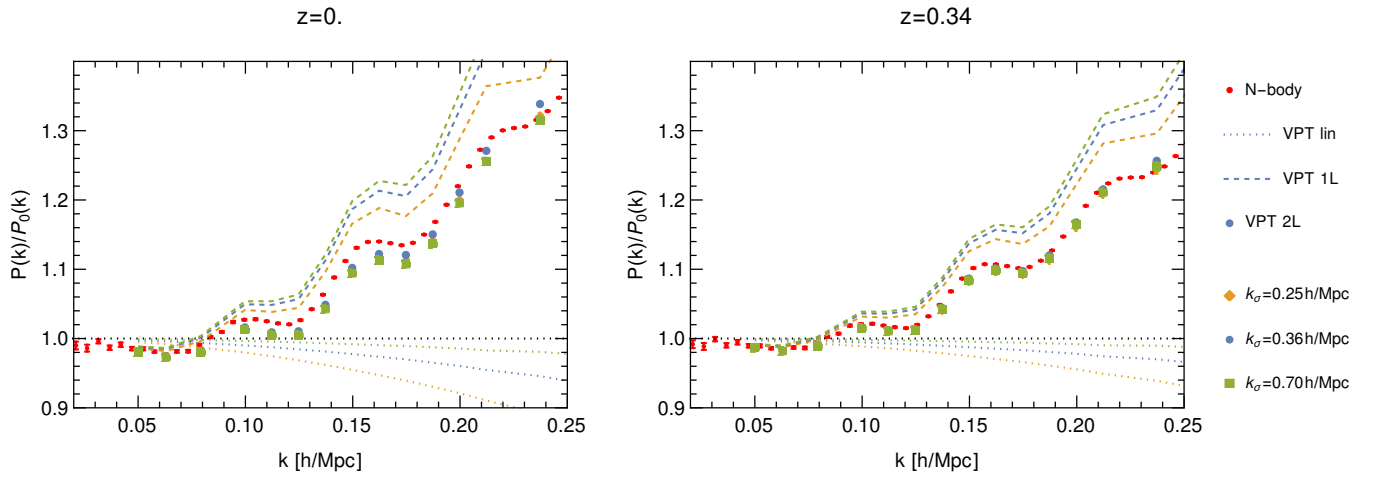 z=0.
z=0.34
P(k)/P₀(k)
1.3
1.2
1.1
1.0
0.9
0.05
0.10
0.15
0.20
0.25
k [h/Mpc]
P(k)/P₀(k)
1.3
1.2
1.1
1.0
0.9
0.05
0.10
0.15
0.20
0.25
k [h/Mpc]
N−body
VPT lin
VPT 1L
VPT 2L
kσ=0.25h/Mpc
kσ=0.36h/Mpc
kσ=0.70h/Mpc